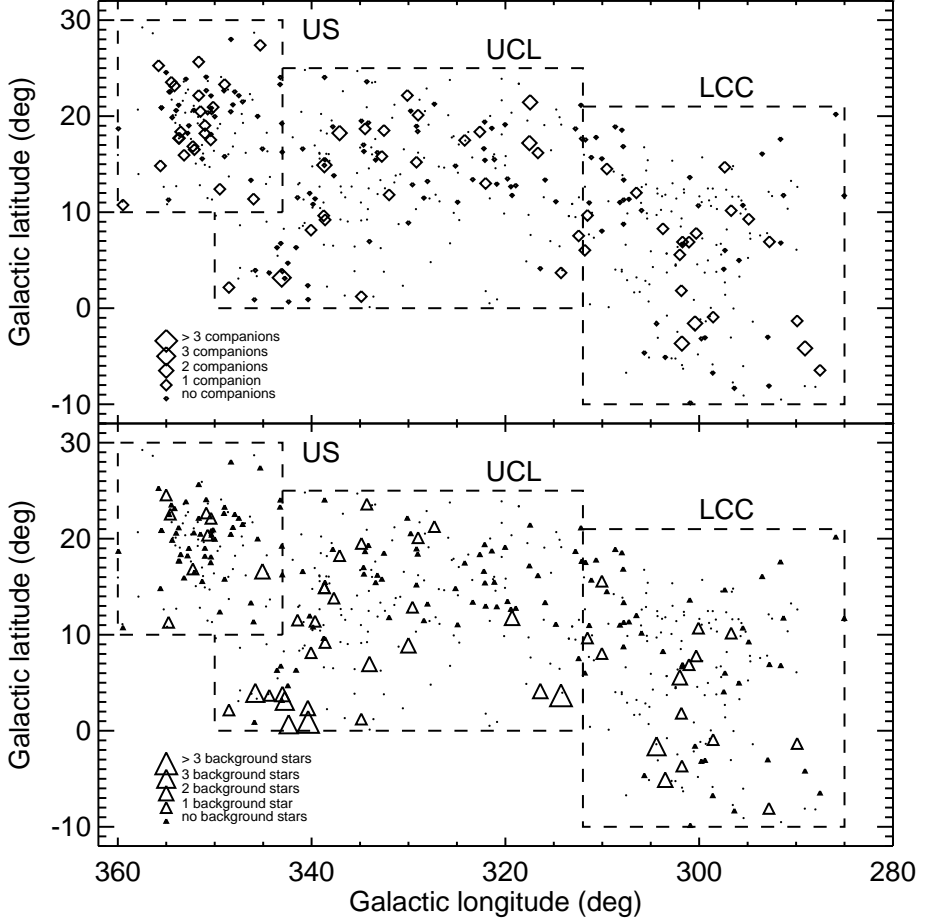 30
US
UCL
20
LCC
Galactic latitude (deg)
10
0
> 3 companions
3 companions
2 companions
1 companion
no companions
-10
30
US
UCL
20
LCC
Galactic latitude (deg)
10
0
> 3 background stars
3 background stars
2 background stars
1 background star
no background stars
-10
360 340 320 300 280
Galactic longitude (deg)